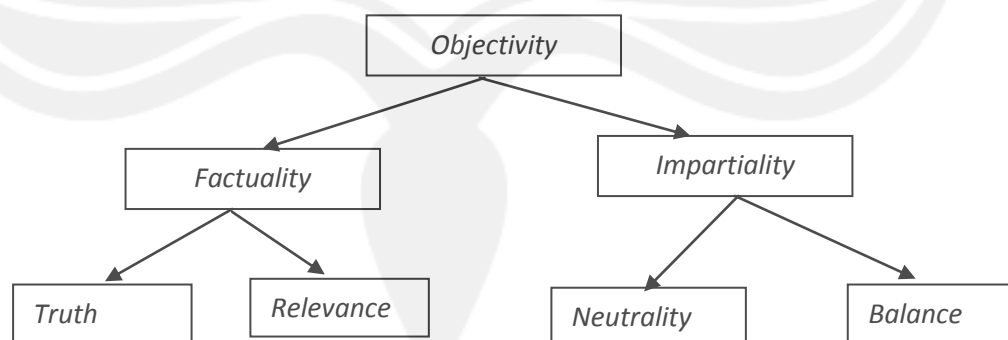 Objectivity
Factuality
Impartiality
Truth
Relevance
Neutrality
Balance